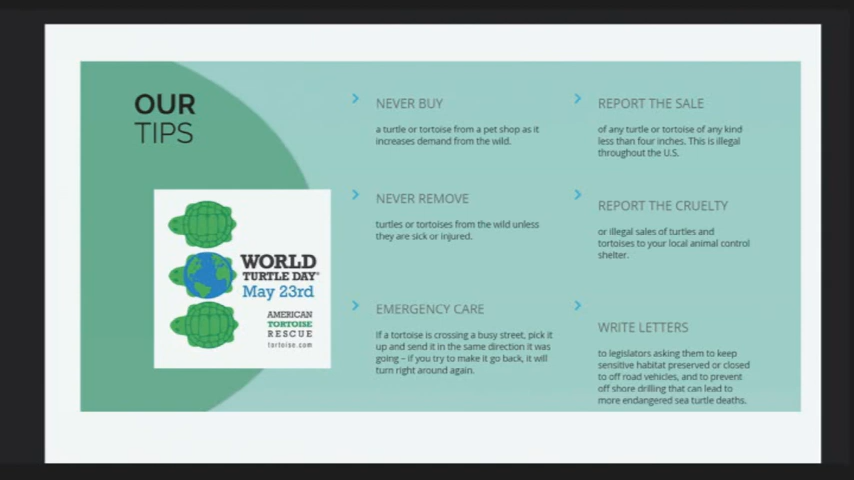 OUR
TIPS
WORLD
TURTLE DAY®
May 23rd
AMERICAN
TORTOISE
RESCUE
tortoise.com
NEVER BUY
a turtle or tortoise from a pet shop as it
increases demand from the wild.
NEVER REMOVE
turtles or tortoises from the wild unless
they are sick or injured.
EMERGENCY CARE
If a tortoise is crossing a busy street, pick it
up and send it in the same direction it was
going – if you try to make it go back, it will
turn right around again.
REPORT THE SALE
of any turtle or tortoise of any kind
less than four inches. This is illegal
throughout the U.S.
REPORT THE CRUELTY
or illegal sales of turtles and
tortoises to your local animal control
shelter.
WRITE LETTERS
to legislators asking them to keep
sensitive habitat preserved or closed
to off road vehicles, and to prevent
off shore drilling that can lead to
more endangered sea turtle deaths.